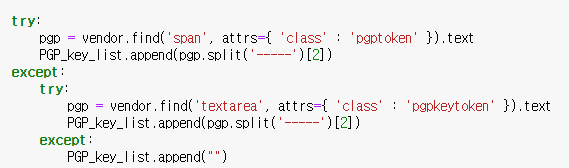 try:
    pgp = vendor.find('span', attrs={ 'class' : 'pgptoken' }).text
    PGP_key_list.append(pgp.split('-----')[2])
except:
    try:
        pgp = vendor.find('textarea', attrs={ 'class' : 'pgpkeytoken' }).text
        PGP_key_list.append(pgp.split('-----')[2])
    except:
        PGP_key_list.append("")